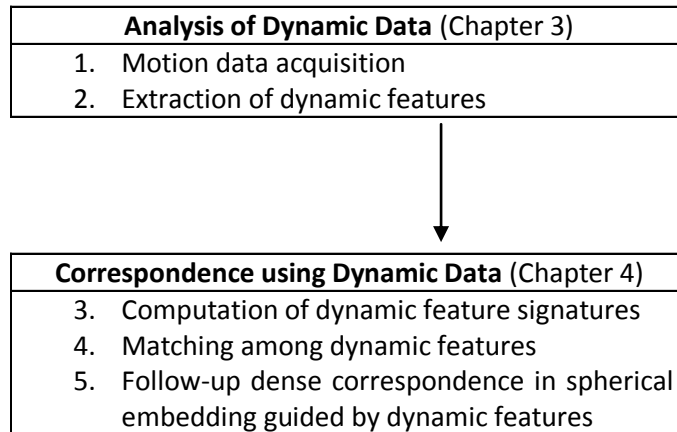 Analysis of Dynamic Data (Chapter 3)
1. Motion data acquisition
2. Extraction of dynamic features
Correspondence using Dynamic Data (Chapter 4)
3. Computation of dynamic feature signatures
4. Matching among dynamic features
5. Follow-up dense correspondence in spherical
embedding guided by dynamic features